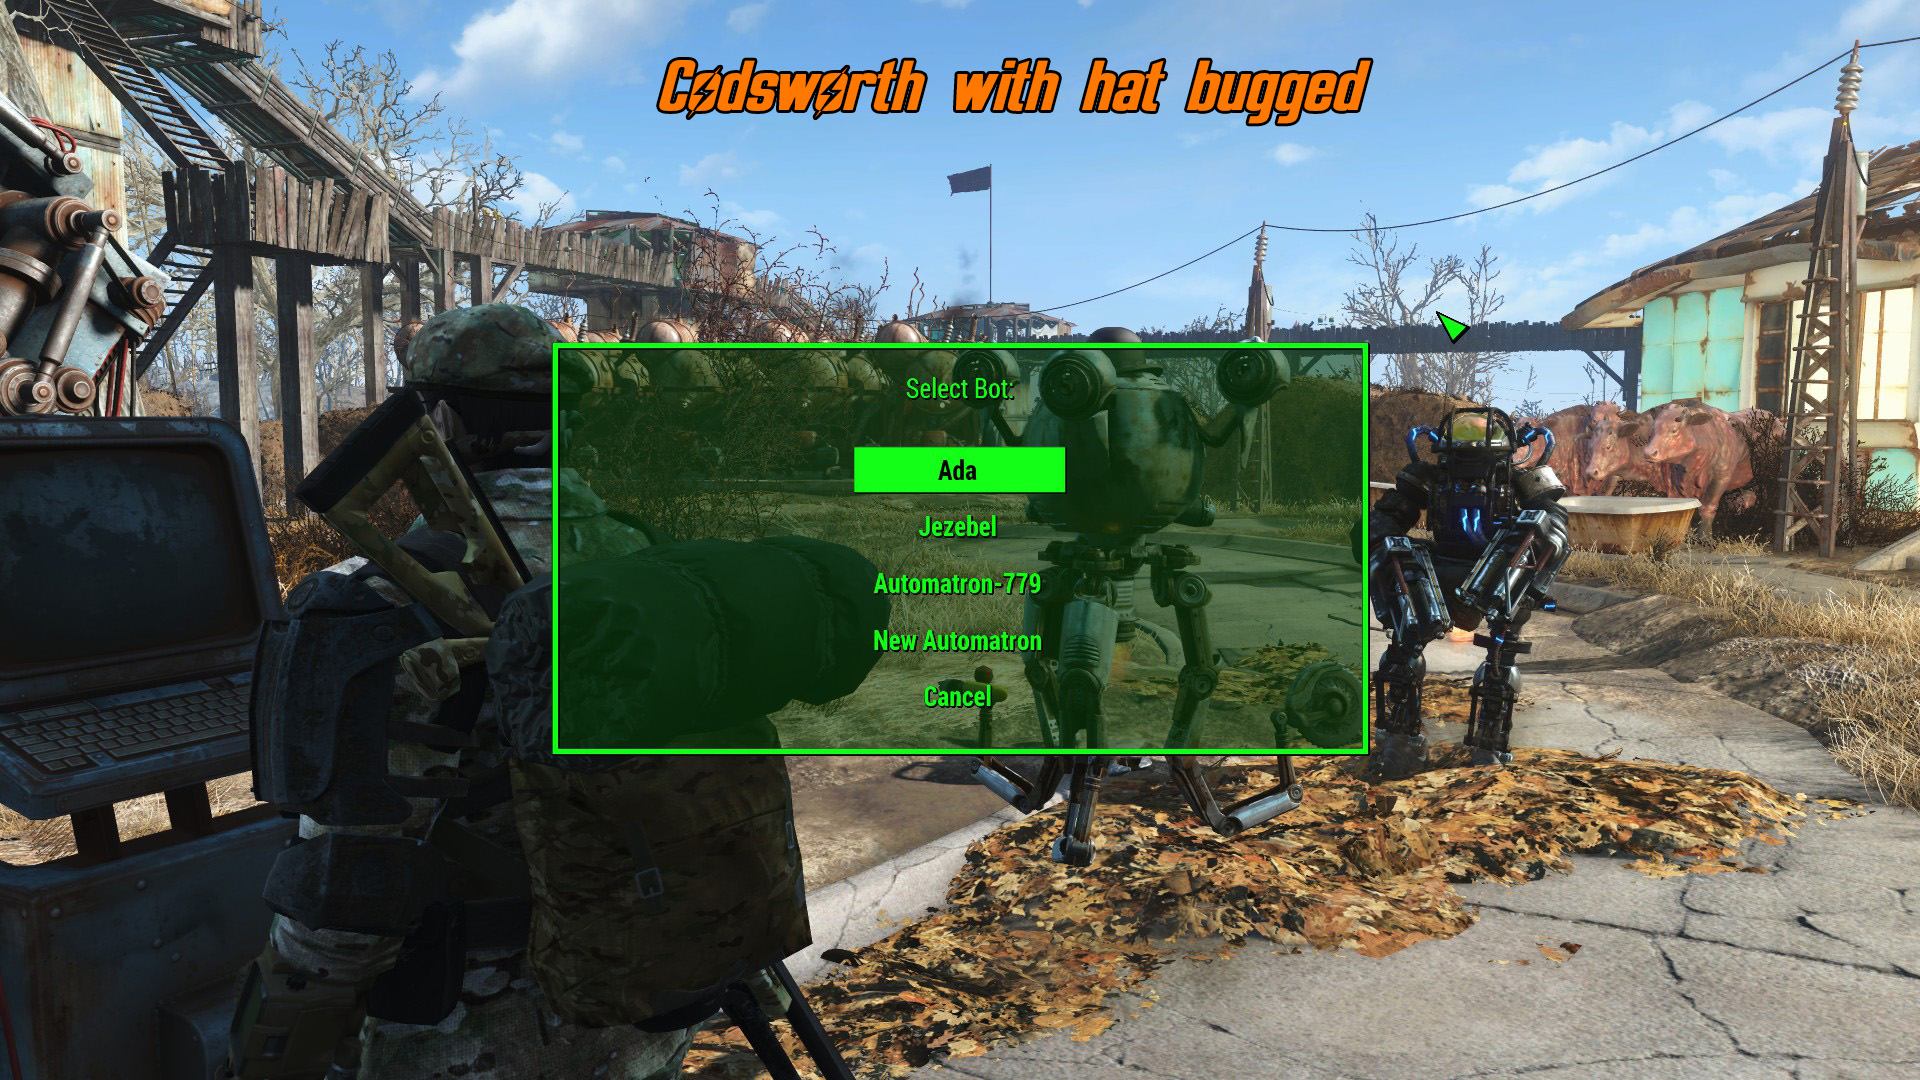 Codsworth with hat bugged
Select Bot:
Ada
Jezebel
Automatron-779
New Automatron
Cancel